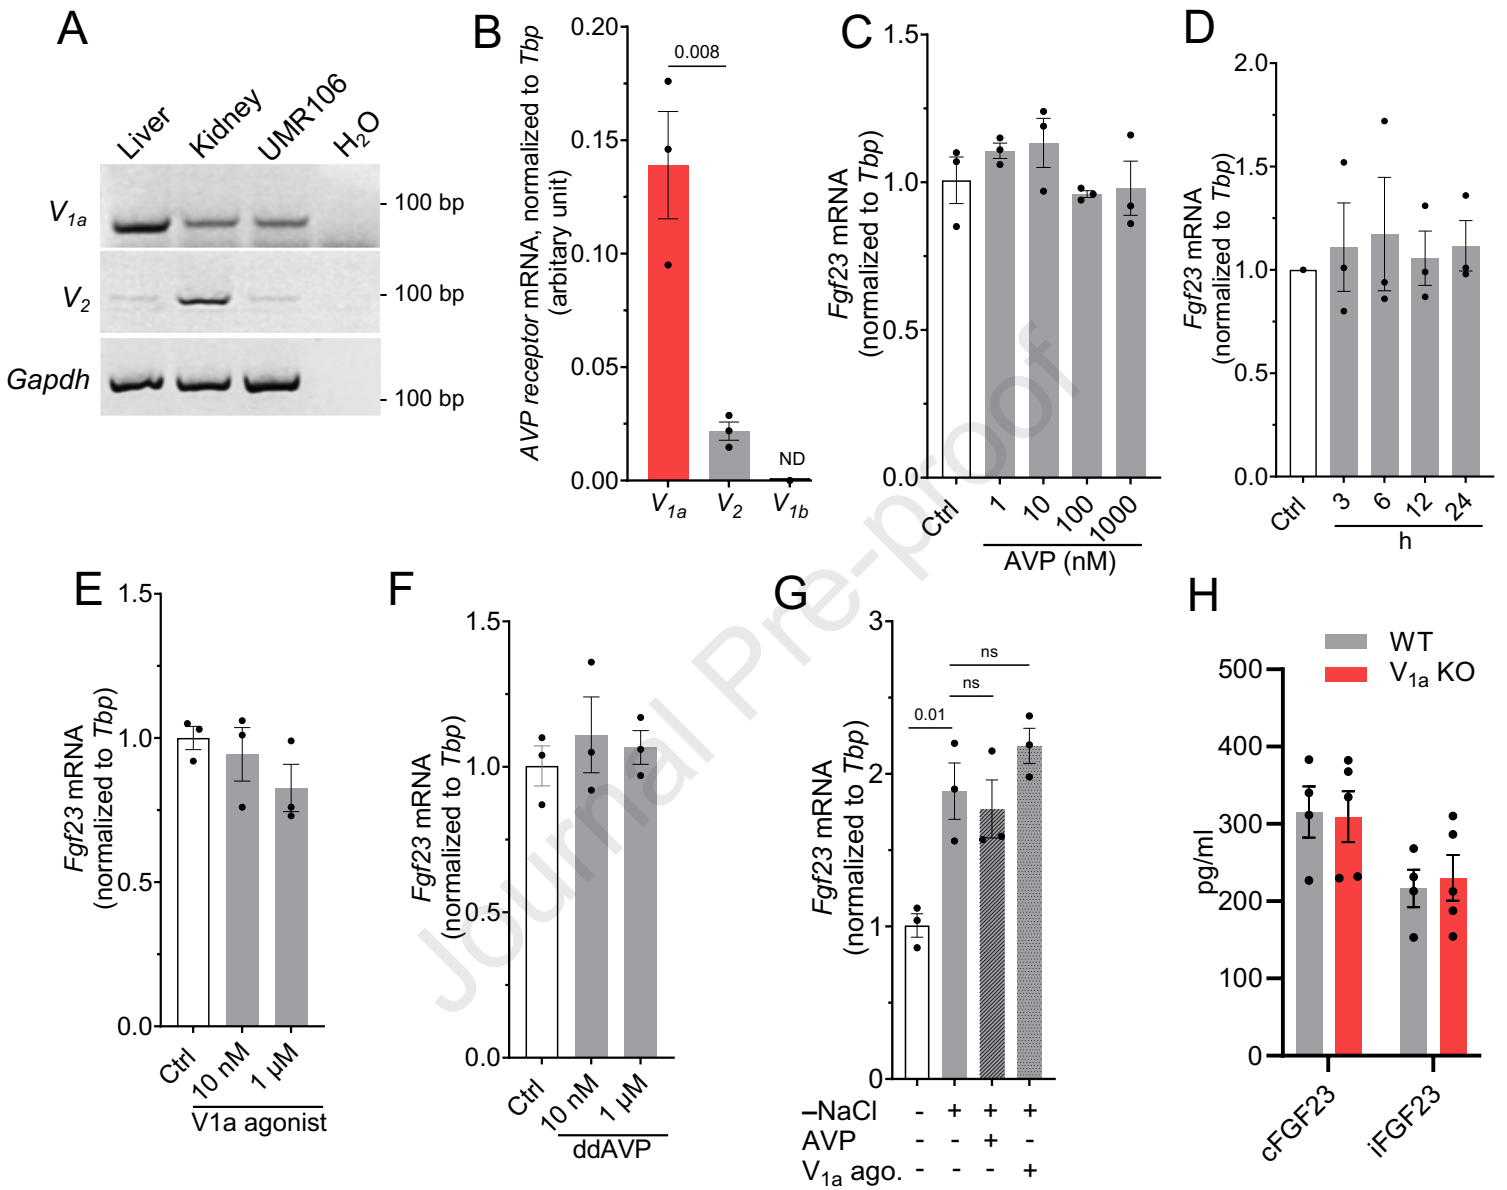 A
Liver
Kidney
UMR106
H₂O
V₁ₐ
- 100 bp
V₂
- 100 bp
Gapdh
- 100 bp
B
AVP receptor mRNA, normalized to Tbp
(arbitary unit)
0.20
0.15
0.10
0.05
0.00
0.008
ND
V₁ₐ
V₂
V₁b
C
Fgf23 mRNA
(normalized to Tbp)
1.5
1.0
0.5
0.0
Ctrl
1
10
100
1000
AVP (nM)
D
Fgf23 mRNA
(normalized to Tbp)
2.0
1.5
1.0
0.5
0.0
Ctrl
3
6
12
24
h
E
Fgf23 mRNA
(normalized to Tbp)
1.5
1.0
0.5
0.0
Ctrl
10 nM
1 µM
V1a agonist
F
Fgf23 mRNA
(normalized to Tbp)
1.5
1.0
0.5
0.0
Ctrl
10 nM
1 µM
ddAVP
G
Fgf23 mRNA
(normalized to Tbp)
3
2
1
0
ns
ns
0.01
–NaCl - + + +
AVP - - + -
V₁ₐ ago. - - - +
H
WT
V₁ₐ KO
pg/ml
500
400
300
200
100
0
cFGF23
iFGF23
Journal Pre-proof